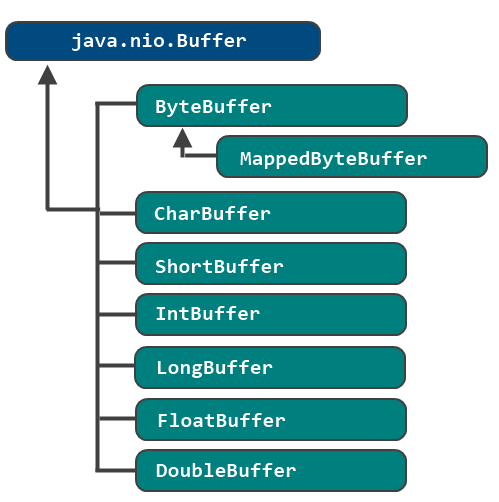 java.nio.Buffer
ByteBuffer
MappedByteBuffer
CharBuffer
ShortBuffer
IntBuffer
LongBuffer
FloatBuffer
DoubleBuffer